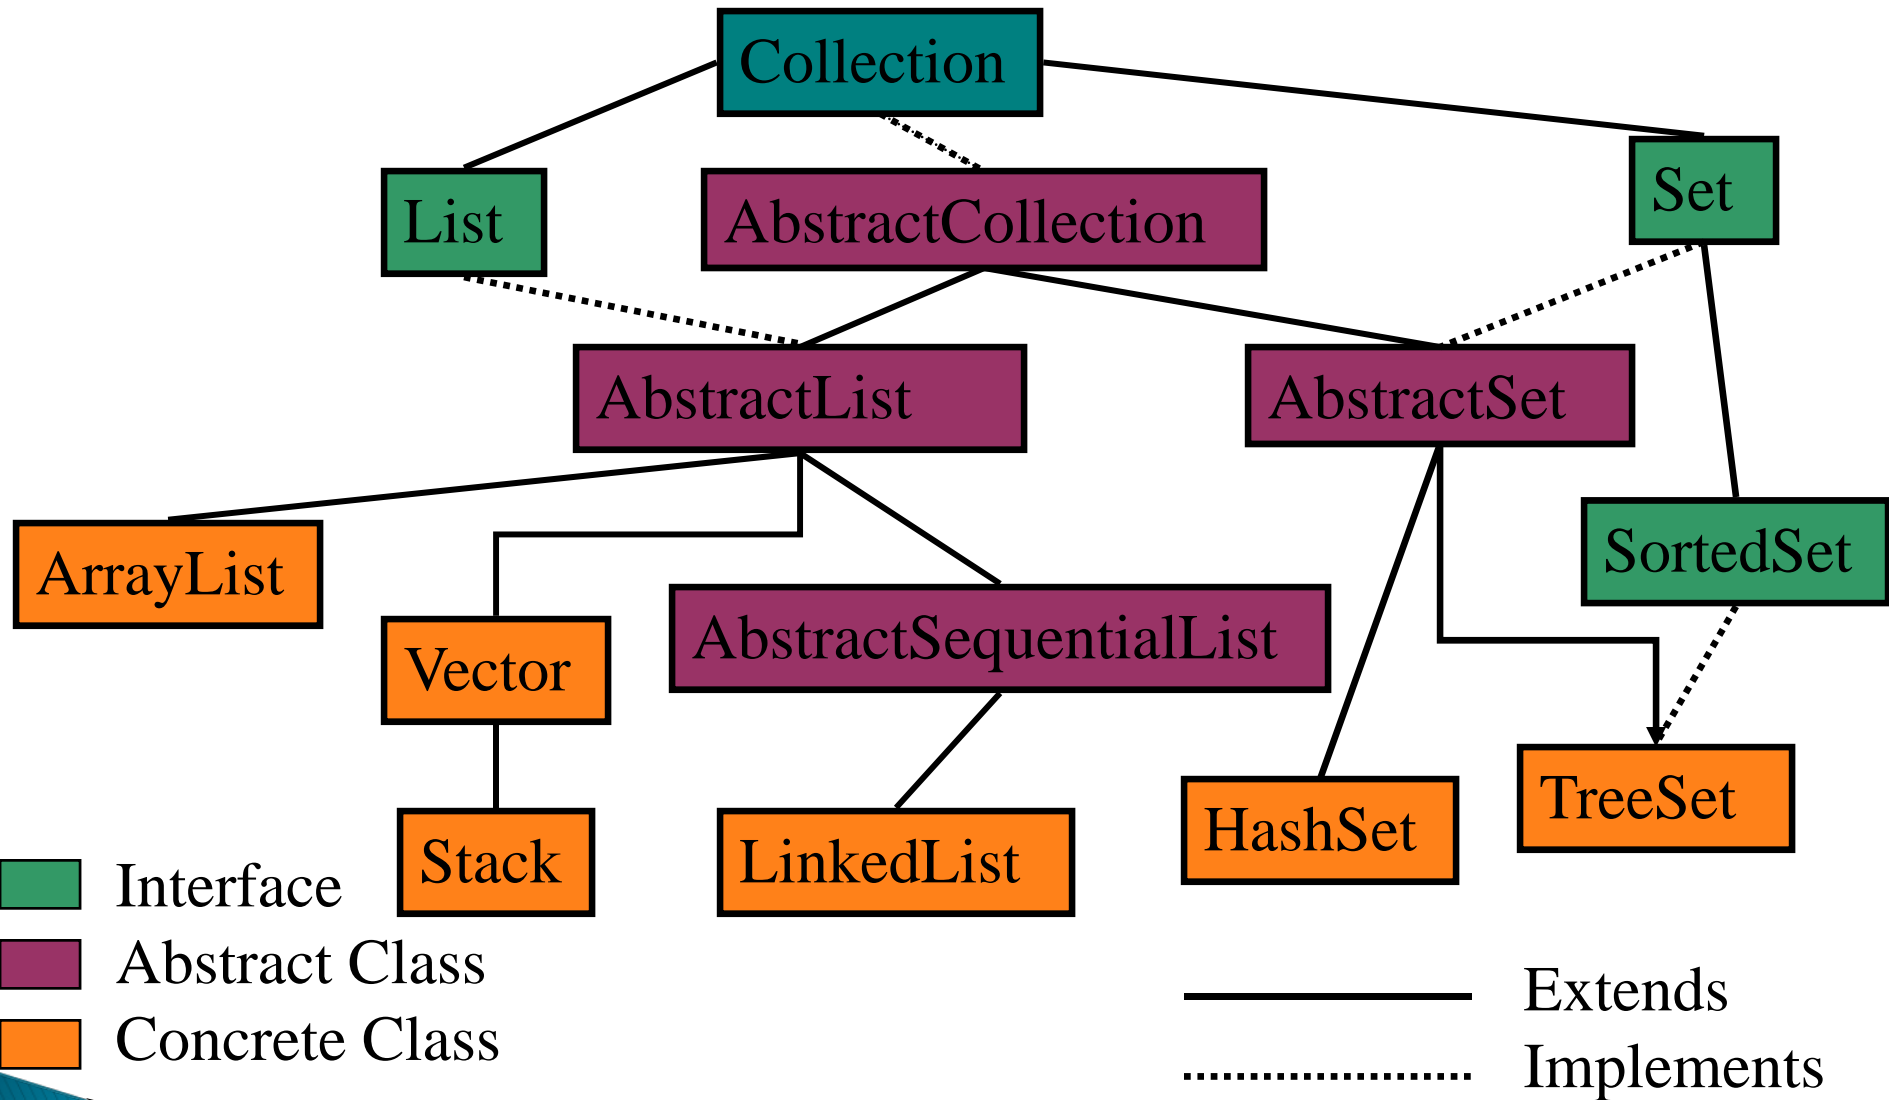 Collection
List
AbstractCollection
Set
AbstractList
AbstractSet
ArrayList
SortedSet
Vector
AbstractSequentialList
Stack
LinkedList
HashSet
TreeSet
Interface
Abstract Class
Concrete Class
Extends
Implements